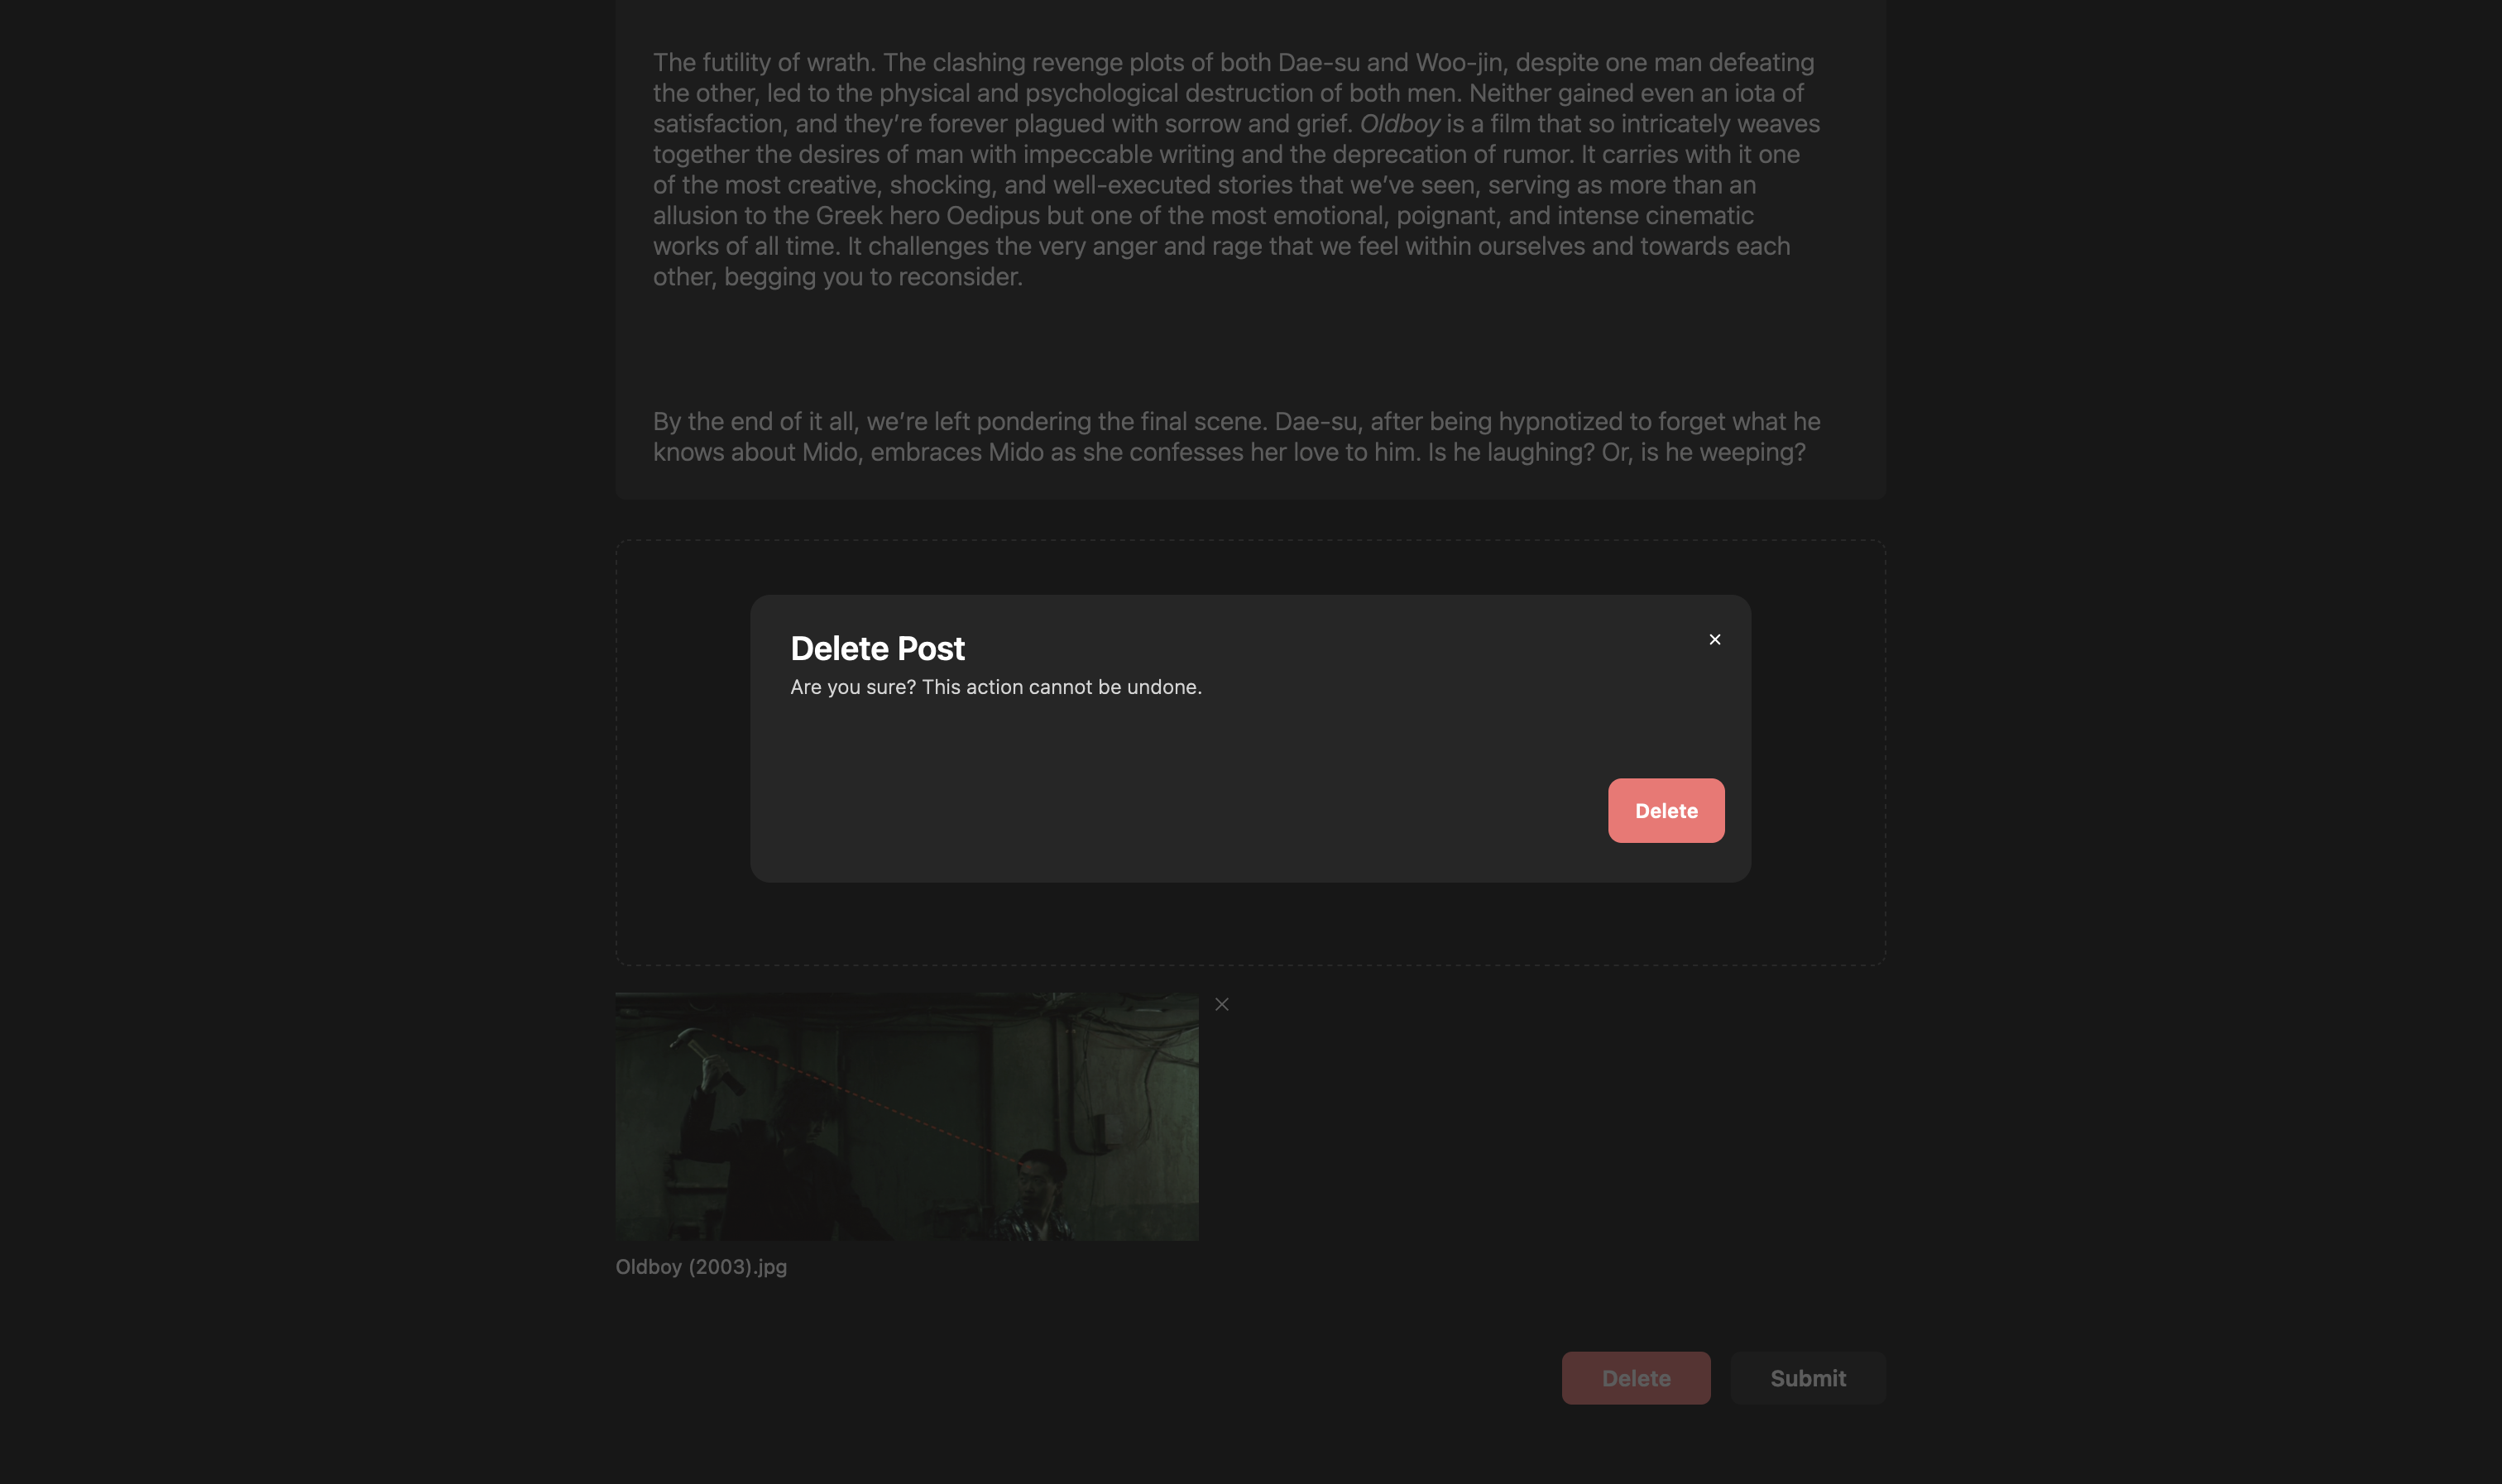 The futility of wrath. The clashing revenge plots of both Dae-su and Woo-jin, despite one man defeating
the other, led to the physical and psychological destruction of both men. Neither gained even an iota of
satisfaction, and they’re forever plagued with sorrow and grief. Oldboy is a film that so intricately weaves
together the desires of man with impeccable writing and the deprecation of rumor. It carries with it one
of the most creative, shocking, and well-executed stories that we’ve seen, serving as more than an
allusion to the Greek hero Oedipus but one of the most emotional, poignant, and intense cinematic
works of all time. It challenges the very anger and rage that we feel within ourselves and towards each
other, begging you to reconsider.
By the end of it all, we’re left pondering the final scene. Dae-su, after being hypnotized to forget what he
knows about Mido, embraces Mido as she confesses her love to him. Is he laughing? Or, is he weeping?
Delete Post
Are you sure? This action cannot be undone.
Delete
Oldboy (2003).jpg
Delete
Submit